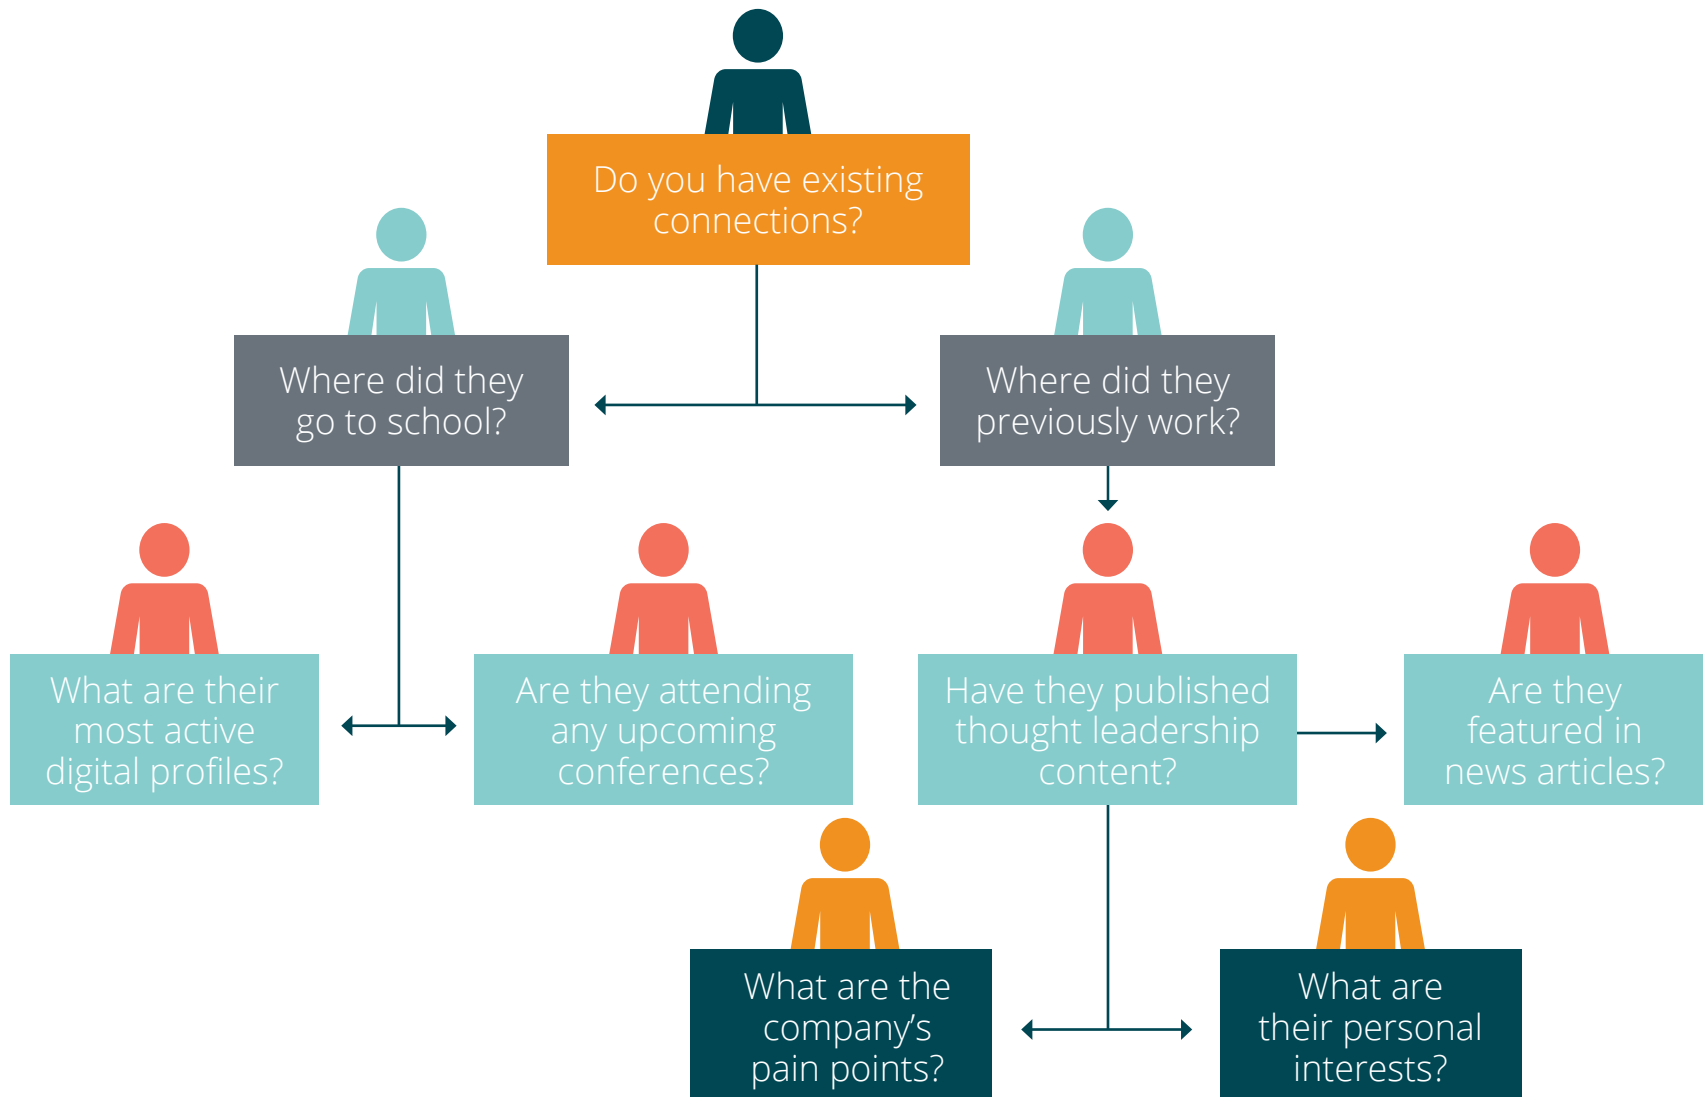 Do you have existing
connections?
Where did they
go to school?
Where did they
previously work?
What are their
most active
digital profiles?
Are they attending
any upcoming
conferences?
Have they published
thought leadership
content?
Are they
featured in
news articles?
What are the
company’s
pain points?
What are
their personal
interests?